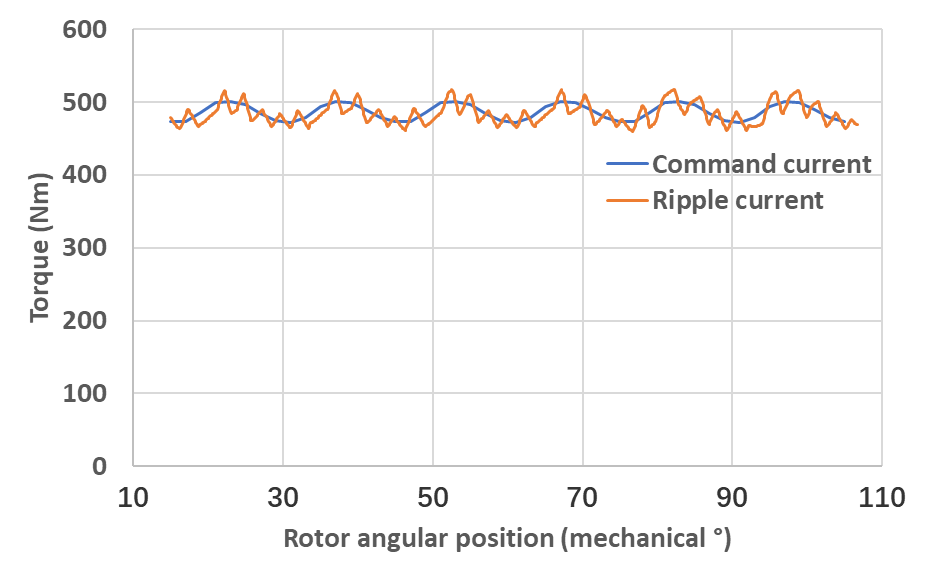 600
500
400
300
200
100
0
Torque (Nm)
Command current
Ripple current
10 30 50 70 90 110
Rotor angular position (mechanical °)